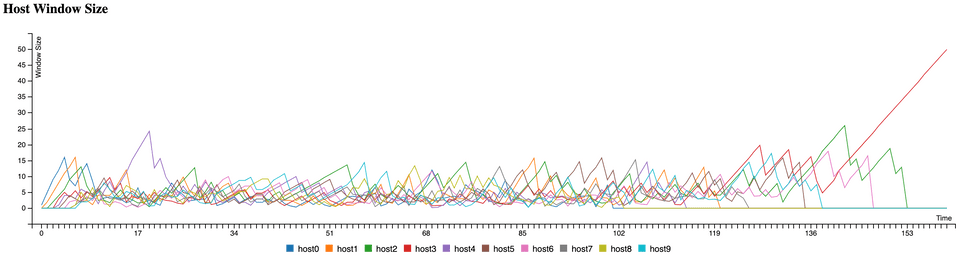 Host Window Size
Window Size
50
45
40
35
30
25
20
15
10
5
0
Time
0 17 34 51 68 85 102 119 136 153
host0 host1 host2 host3 host4 host5 host6 host7 host8 host9